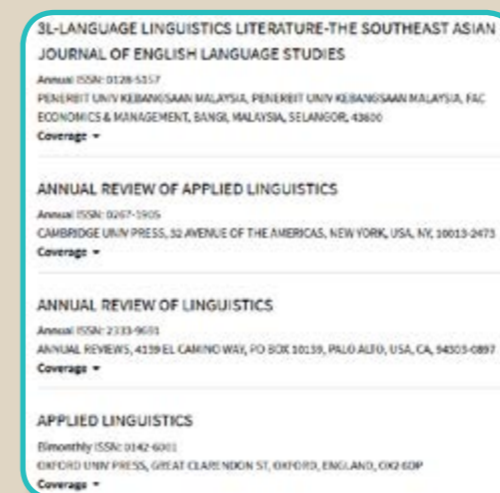 3L-LANGUAGE LINGUISTICS LITERATURE-THE SOUTHEAST ASIAN
JOURNAL OF ENGLISH LANGUAGE STUDIES
Annual ISSN: 0128-5157
PENERBIT UNIV KEBANGSAAN MALAYSIA, PENERBIT UNIV KEBANGSAAN MALAYSIA, FAC
ECONOMICS & MANAGEMENT, BANGI, MALAYSIA, SELANGOR, 43600
Coverage
ANNUAL REVIEW OF APPLIED LINGUISTICS
Annual ISSN: 0267-1905
CAMBRIDGE UNIV PRESS, 32 AVENUE OF THE AMERICAS, NEW YORK, USA, NY, 10013-2473
Coverage
ANNUAL REVIEW OF LINGUISTICS
Annual ISSN: 2333-9691
ANNUAL REVIEWS, 4139 EL CAMINO WAY, PO BOX 10139, PALO ALTO, USA, CA, 94303-0897
Coverage
APPLIED LINGUISTICS
Bimonthly ISSN: 0142-6001
OXFORD UNIV PRESS, GREAT CLARENDON ST, OXFORD, ENGLAND, OX2 6DP
Coverage